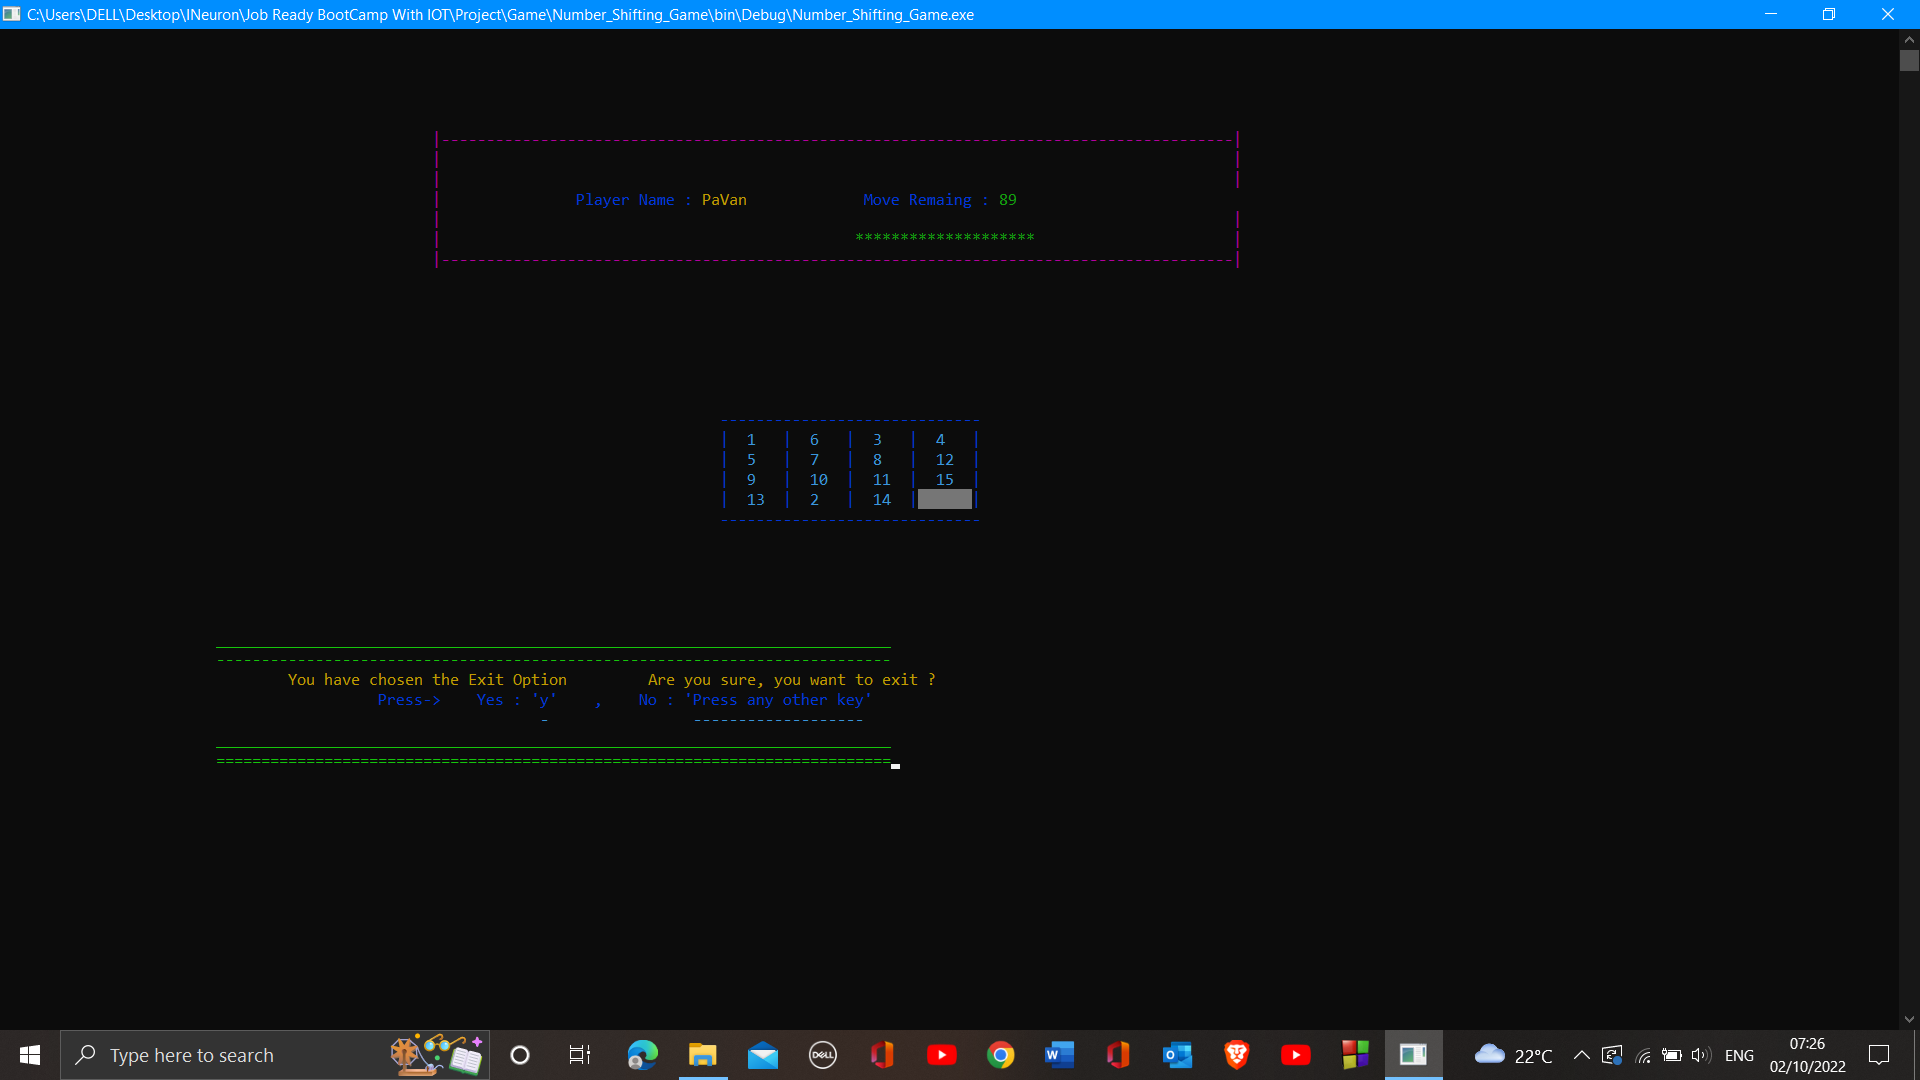 C:\Users\DELL\Desktop\INeuron\Job Ready BootCamp With IOT\Project\Game\Number_Shifting_Game\bin\Debug\Number_Shifting_Game.exe
|----------------------------------------------------------------------------------------|
Player Name : PaVan Move Remaing : 89
********************
|----------------------------------------------------------------------------------------|
-----------------------------
| 1 | 6 | 3 | 4 |
| 5 | 7 | 8 | 12 |
| 9 | 10 | 11 | 15 |
| 13 | 2 | 14 | |
-----------------------------
---------------------------------------------------------------------------
You have chosen the Exit Option Are you sure, you want to exit ?
Press-> Yes : 'y' , No : 'Press any other key'
- -------------------
===========================================================================
Type here to search
DELL
W
22°C
ENG
07:26
02/10/2022